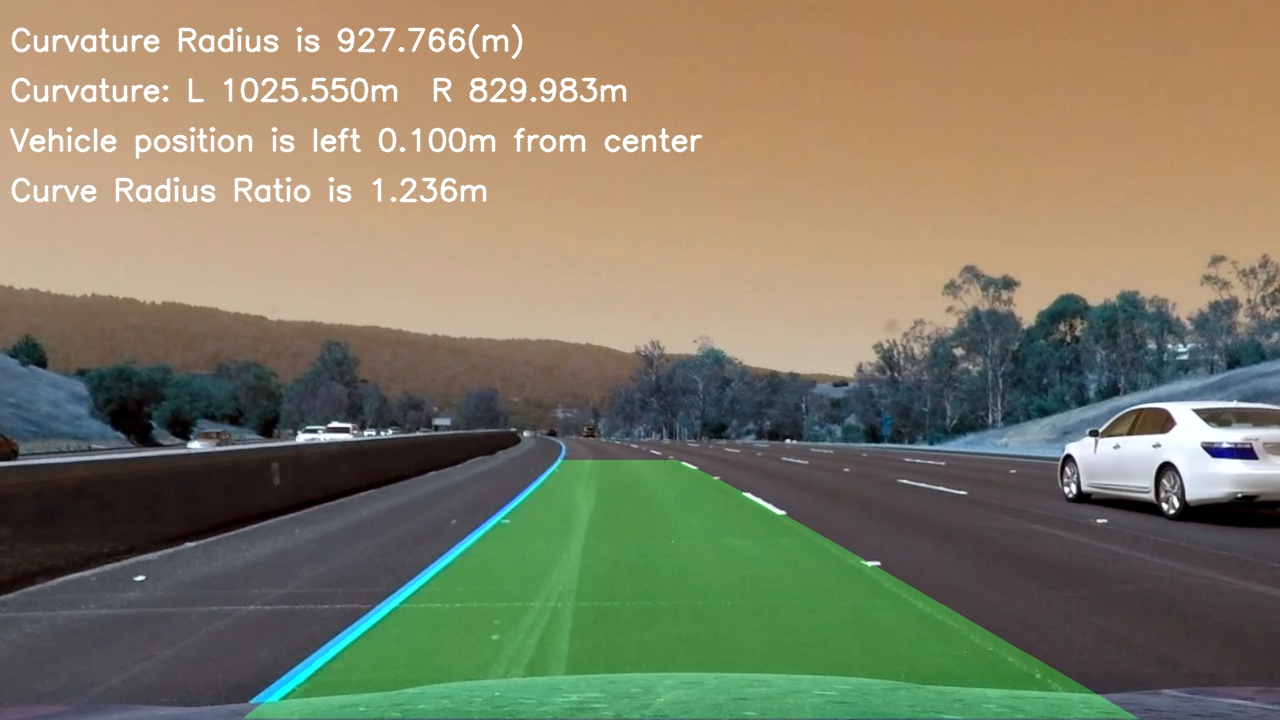 Curvature Radius is 927.766(m)
Curvature: L 1025.550m R 829.983m
Vehicle position is left 0.100m from center
Curve Radius Ratio is 1.236m